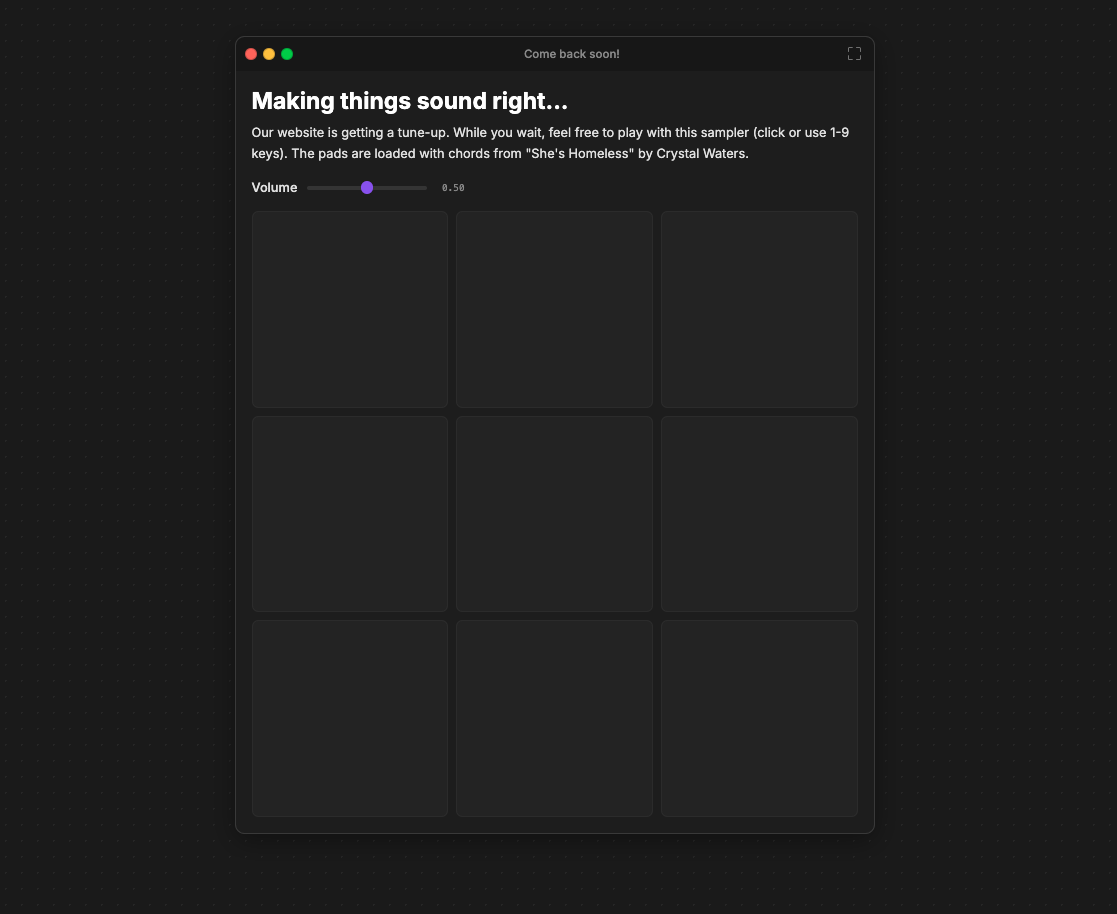 Come back soon!
Making things sound right...
Our website is getting a tune-up. While you wait, feel free to play with this sampler (click or use 1-9
keys). The pads are loaded with chords from "She's Homeless" by Crystal Waters.
Volume 0.50